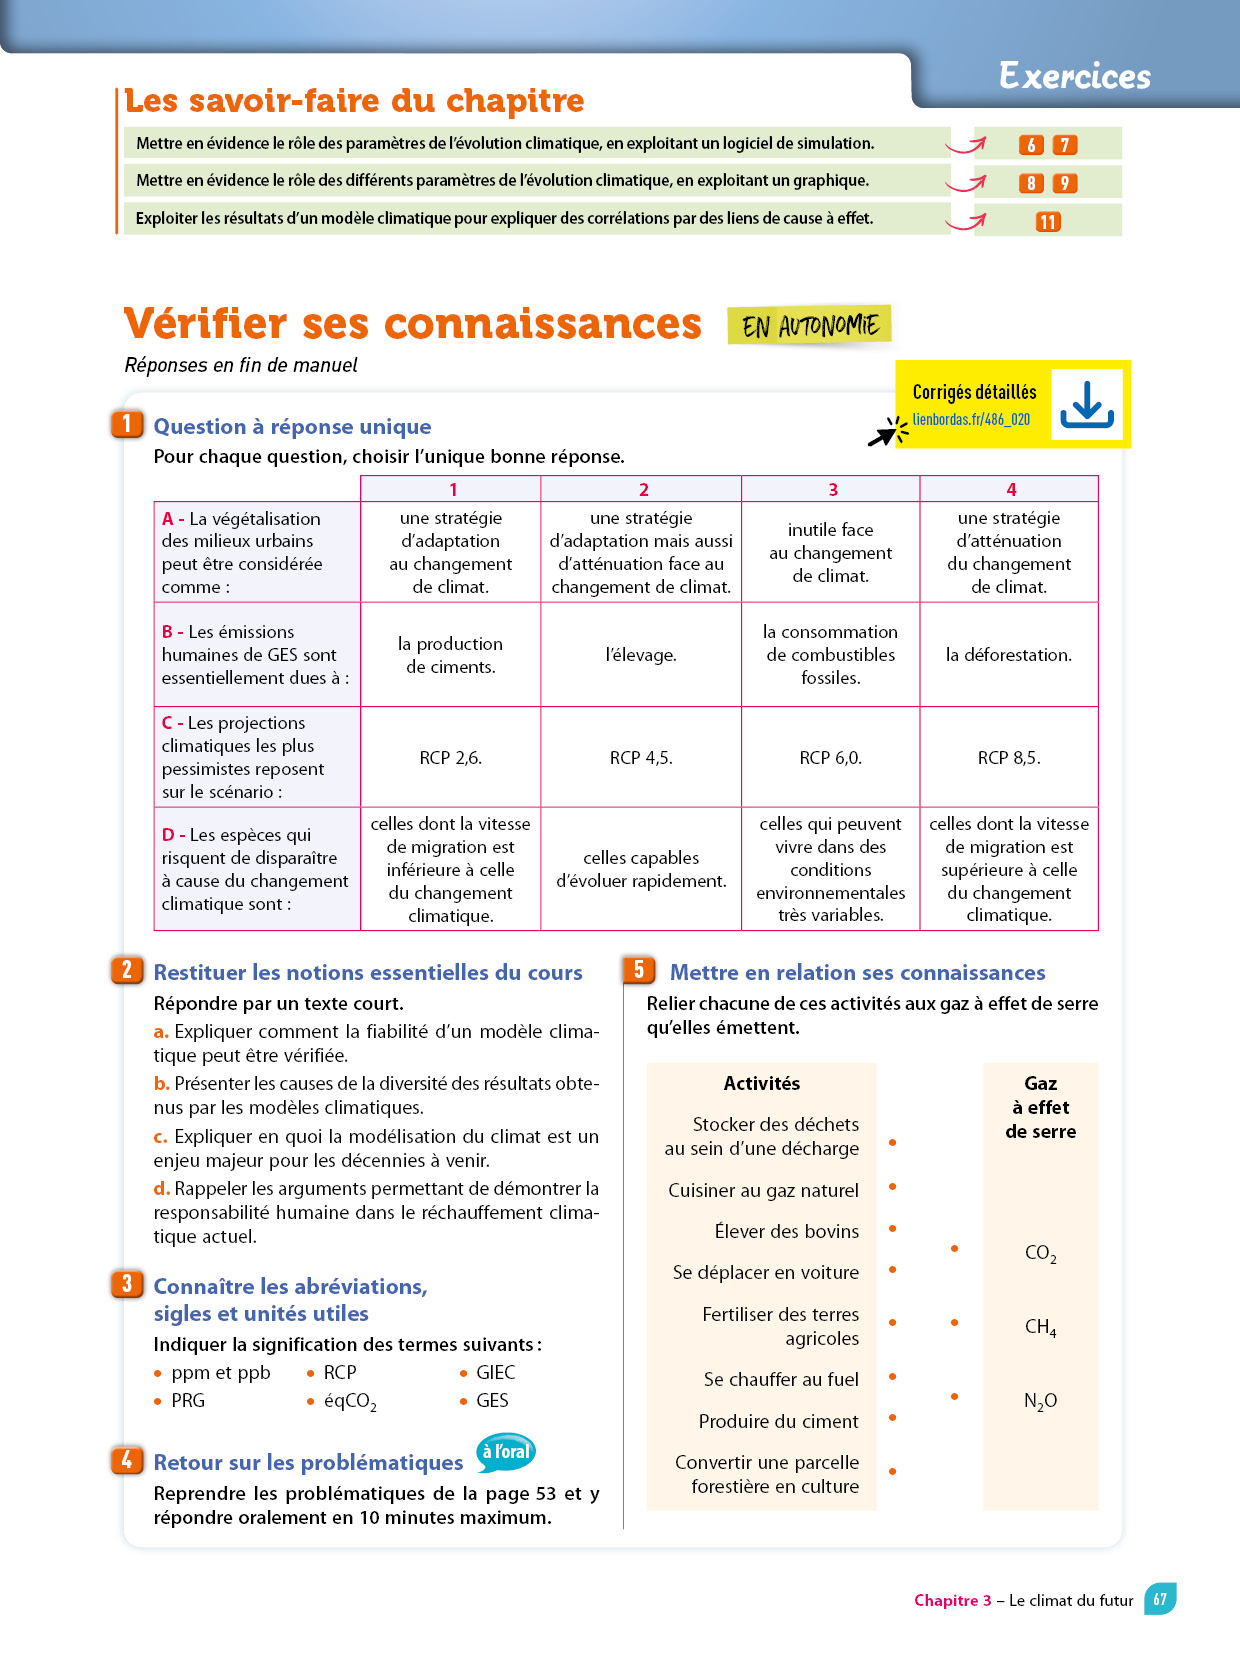 Exercices
Les savoir-faire du chapitre
Mettre en évidence le rôle des paramètres de l'évolution climatique, en exploitant un logiciel de simulation.
6 7
Mettre en évidence le rôle des différents paramètres de l'évolution climatique, en exploitant un graphique.
8 9
Exploiter les résultats d'un modèle climatique pour expliquer des corrélations par des liens de cause à effet.
11
Vérifier ses connaissances
EN AUTONOMIE
Réponses en fin de manuel
Corrigés détaillés
lienbordas.fr/486_020
1 Question à réponse unique
Pour chaque question, choisir l'unique bonne réponse.
1 2 3 4
A - La végétalisation
des milieux urbains
peut être considérée
comme :
une stratégie
d'adaptation
au changement
de climat.
une stratégie
d'adaptation mais aussi
d'atténuation face au
changement de climat.
inutile face
au changement
de climat.
une stratégie
d'atténuation
du changement
de climat.
B - Les émissions
humaines de GES sont
essentiellement dues à :
la production
de ciments.
l'élevage.
la consommation
de combustibles
fossiles.
la déforestation.
C - Les projections
climatiques les plus
pessimistes reposent
sur le scénario :
RCP 2,6.
RCP 4,5.
RCP 6,0.
RCP 8,5.
D - Les espèces qui
risquent de disparaître
à cause du changement
climatique sont :
celles dont la vitesse
de migration est
inférieure à celle
du changement
climatique.
celles capables
d'évoluer rapidement.
celles qui peuvent
vivre dans des
conditions
environnementales
très variables.
celles dont la vitesse
de migration est
supérieure à celle
du changement
climatique.
2 Restituer les notions essentielles du cours
Répondre par un texte court.
a. Expliquer comment la fiabilité d'un modèle clima-
tique peut être vérifiée.
b. Présenter les causes de la diversité des résultats obte-
nus par les modèles climatiques.
c. Expliquer en quoi la modélisation du climat est un
enjeu majeur pour les décennies à venir.
d. Rappeler les arguments permettant de démontrer la
responsabilité humaine dans le réchauffement clima-
tique actuel.
3 Connaître les abréviations,
sigles et unités utiles
Indiquer la signification des termes suivants :
• ppm et ppb • RCP • GIEC
• PRG • éqCO₂ • GES
4 Retour sur les problématiques
à l'oral
Reprendre les problématiques de la page 53 et y
répondre oralement en 10 minutes maximum.
5 Mettre en relation ses connaissances
Relier chacune de ces activités aux gaz à effet de serre
qu'elles émettent.
Activités
Stocker des déchets
au sein d'une décharge
Cuisiner au gaz naturel
Élever des bovins
Se déplacer en voiture
Fertiliser des terres
agricoles
Se chauffer au fuel
Produire du ciment
Convertir une parcelle
forestière en culture
Gaz
à effet
de serre
CO₂
CH₄
N₂O
Chapitre 3 – Le climat du futur 67